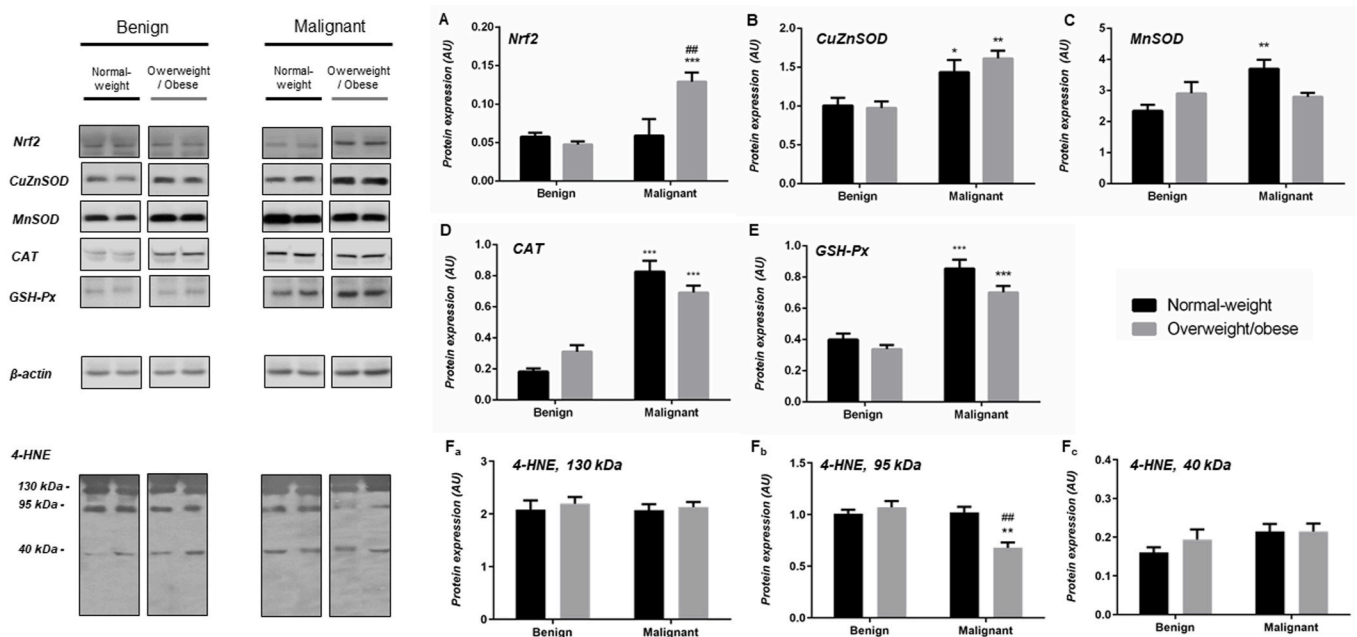 Benign
Malignant
Normal-
weight
Owerweight
/ Obese
Normal-
weight
Owerweight
/ Obese
Nrf2
CuZnSOD
MnSOD
CAT
GSH-Px
β-actin
4-HNE
130 kDa -
95 kDa -
40 kDa -
A
Nrf2
Protein expression (AU)
0.20
0.15
0.10
0.05
0.00
##
***
Benign
Malignant
B
CuZnSOD
Protein expression (AU)
2.0
1.5
1.0
0.5
0.0
*
**
Benign
Malignant
C
MnSOD
Protein expression (AU)
5
4
3
2
1
0
**
Benign
Malignant
D
CAT
Protein expression (AU)
1.0
0.8
0.6
0.4
0.2
0.0
***
***
Benign
Malignant
E
GSH-Px
Protein expression (AU)
1.0
0.8
0.6
0.4
0.2
0.0
***
***
Benign
Malignant
Normal-weight
Overweight/obese
Fa
4-HNE, 130 kDa
Protein expression (AU)
3
2
1
0
Benign
Malignant
Fb
4-HNE, 95 kDa
Protein expression (AU)
1.5
1.0
0.5
0.0
##
**
Benign
Malignant
Fc
4-HNE, 40 kDa
Protein expression (AU)
0.4
0.3
0.2
0.1
0.0
Benign
Malignant